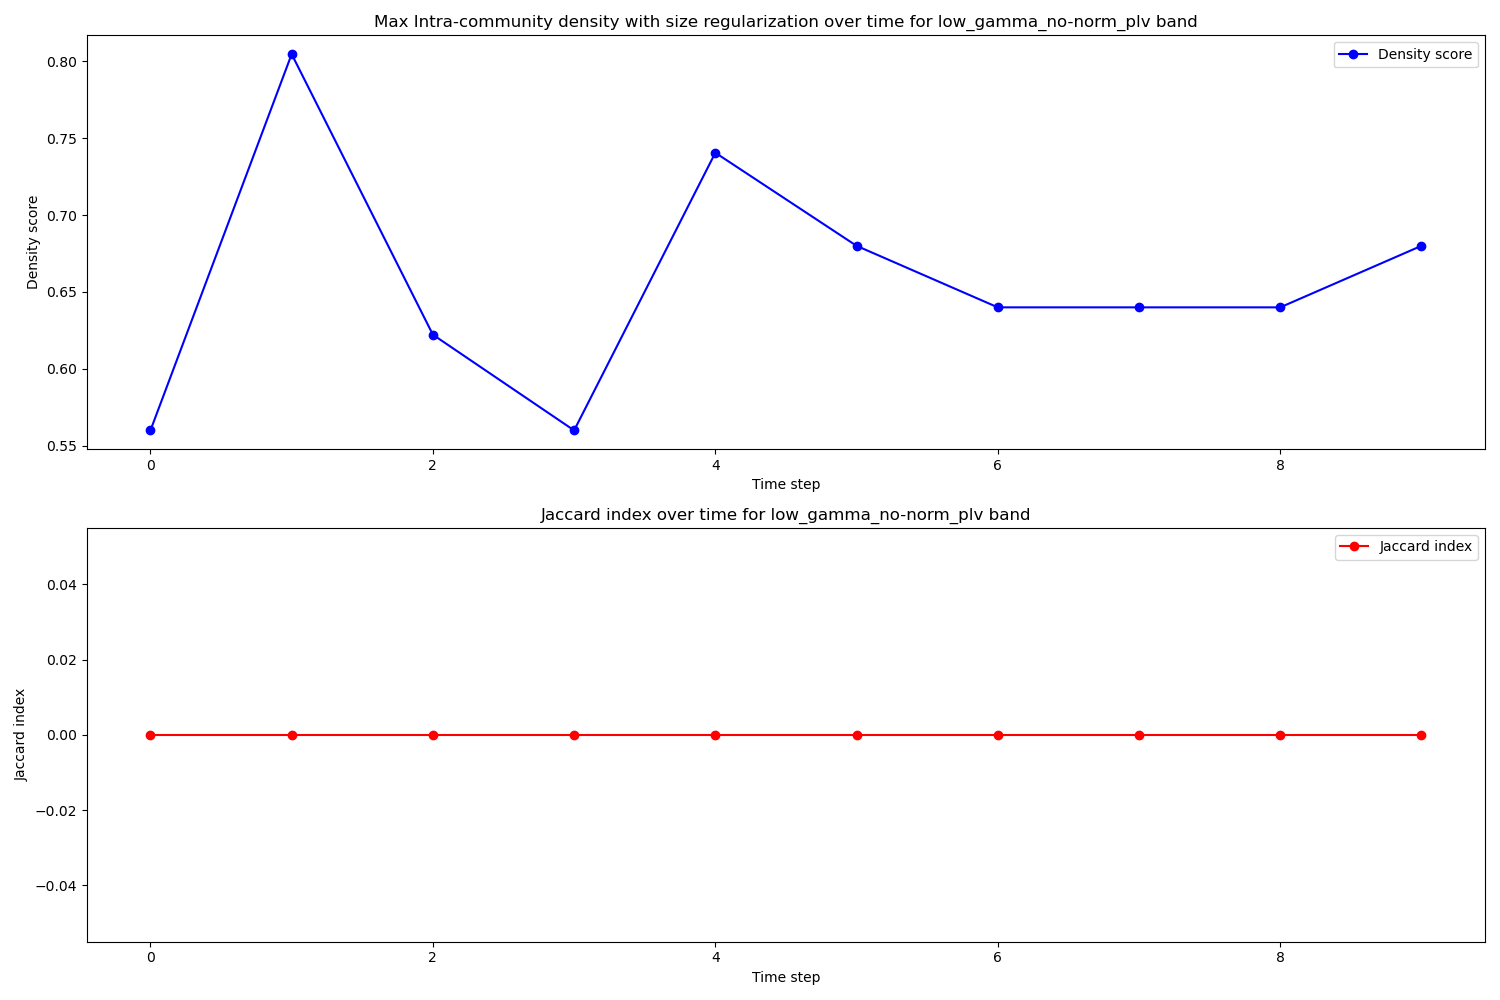 Max Intra-community density with size regularization over time for low_gamma_no-norm_plv band
Density score
0.80
0.75
0.70
0.65
0.60
0.55
Density score
0 2 4 6 8
Time step
Jaccard index over time for low_gamma_no-norm_plv band
Jaccard index
0.04
0.02
0.00
−0.02
−0.04
Jaccard index
0 2 4 6 8
Time step